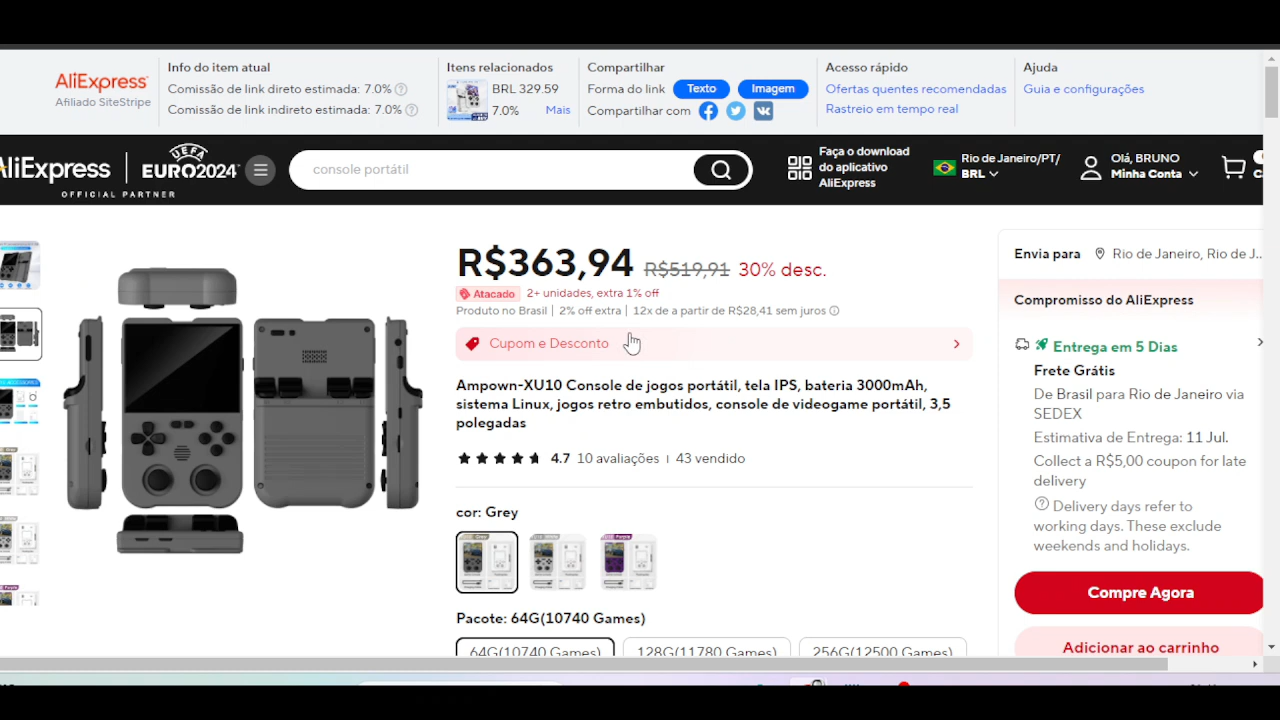 AliExpress
Afiliado SiteStripe
Info do item atual
Comissão de link direto estimada: 7.0%
Comissão de link indireto estimada: 7.0%
Itens relacionados
BRL 329.59
7.0% Mais
Compartilhar
Forma do link Texto Imagem
Compartilhar com
Acesso rápido
Ofertas quentes recomendadas
Rastreio em tempo real
Ajuda
Guia e configurações
AliExpress
UEFA
EURO2024
OFFICIAL PARTNER
console portátil
Faça o download
do aplicativo
AliExpress
Rio de Janeiro/PT/
BRL
Olá, BRUNO
Minha Conta
R$363,94 R$519,91 30% desc.
Atacado 2+ unidades, extra 1% off
Produto no Brasil | 2% off extra | 12x de a partir de R$28,41 sem juros
Cupom e Desconto
Ampown-XU10 Console de jogos portátil, tela IPS, bateria 3000mAh,
sistema Linux, jogos retro embutidos, console de videogame portátil, 3,5
polegadas
4.7 10 avaliações | 43 vendido
cor: Grey
Pacote: 64G(10740 Games)
64G(10740 Games) 128G(11780 Games) 256G(12500 Games)
Envia para Rio de Janeiro, Rio de J...
Compromisso do AliExpress
Entrega em 5 Dias
Frete Grátis
De Brasil para Rio de Janeiro via
SEDEX
Estimativa de Entrega: 11 Jul.
Collect a R$5,00 coupon for late
delivery
Delivery days refer to
working days. These exclude
weekends and holidays.
Compre Agora
Adicionar ao carrinho